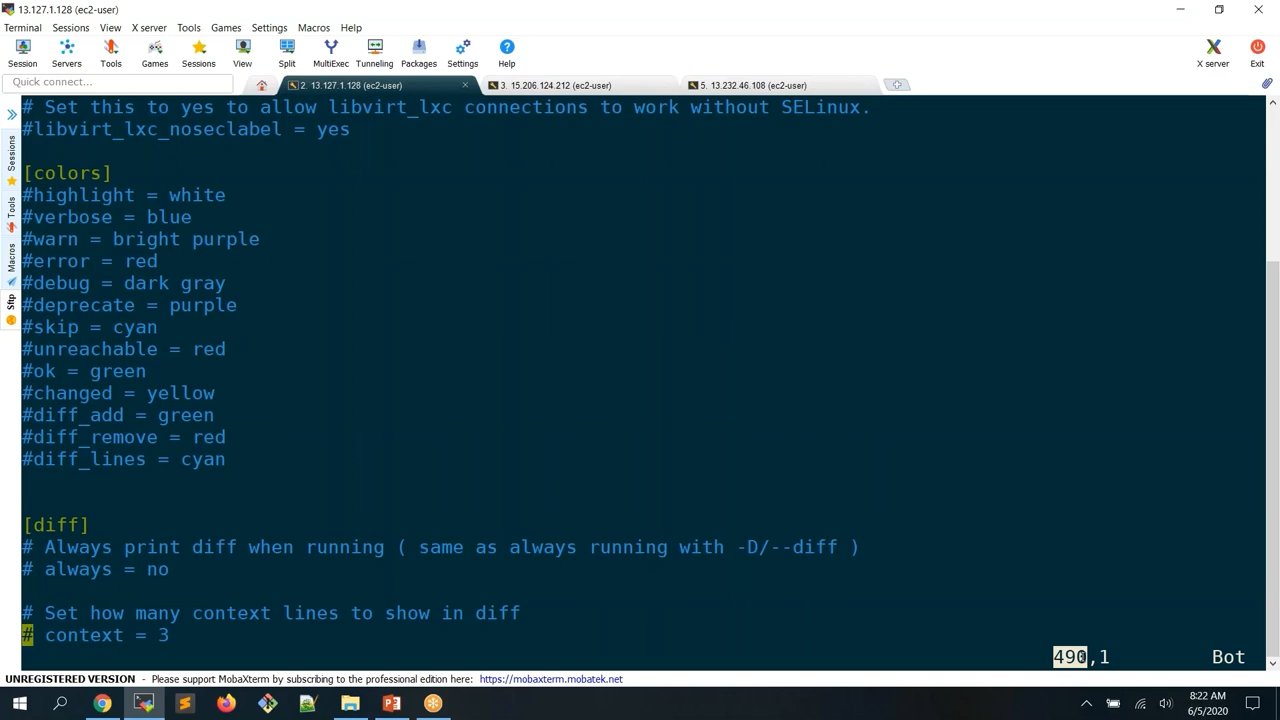 13.127.1.128 (ec2-user)
Terminal Sessions View X server Tools Games Settings Macros Help
Session Servers Tools Games Sessions View Split MultiExec Tunneling Packages Settings Help X server Exit
Quick connect...
2. 13.127.1.128 (ec2-user)
3. 15.206.124.212 (ec2-user)
5. 13.232.46.108 (ec2-user)
Sessions
Tools
Macros
Sftp
# Set this to yes to allow libvirt_lxc connections to work without SELinux.
#libvirt_lxc_noseclabel = yes
[colors]
#highlight = white
#verbose = blue
#warn = bright purple
#error = red
#debug = dark gray
#deprecate = purple
#skip = cyan
#unreachable = red
#ok = green
#changed = yellow
#diff_add = green
#diff_remove = red
#diff_lines = cyan
[diff]
# Always print diff when running ( same as always running with -D/--diff )
# always = no
# Set how many context lines to show in diff
# context = 3
490,1 Bot
UNREGISTERED VERSION - Please support MobaXterm by subscribing to the professional edition here: https://mobaxterm.mobatek.net
8:22 AM
6/5/2020